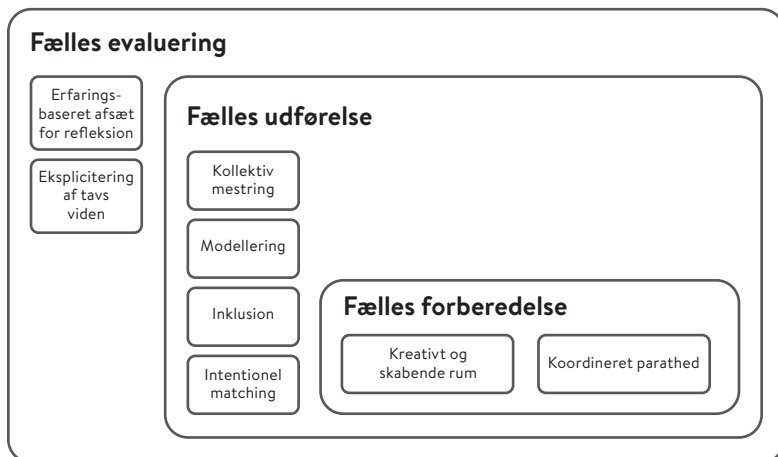 Fælles evaluering
Erfarings-
baseret afsæt
for refleksion
Ekspliciteering
af tavs
viden
Fælles udførelse
Kollektiv
mestring
Modellering
Inklusion
Intentionel
matching
Fælles forberedelse
Kreativt og
skabende rum
Koordineret parathed